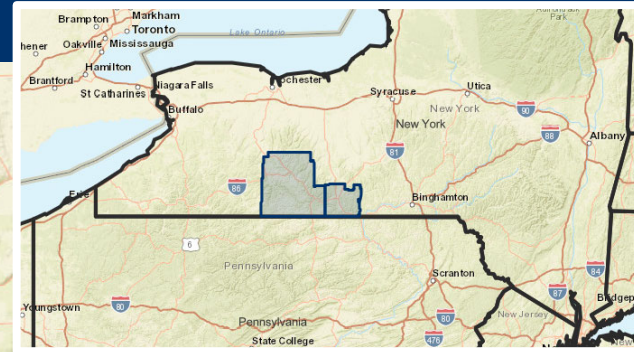 Brampton
Markham
Toronto
Oakville
Mississauga
Hamilton
Brantford
St Catharines
Niagara Falls
Buffalo
Lake Ontario
Park
Syracuse
Utica
New York
New York
90
88
Albany
81
86
Binghamton
Erie
6
Pennsylvania
Scranton
84
87
80
80
Youngstown
Pennsylvania
State College
476
New Jersey